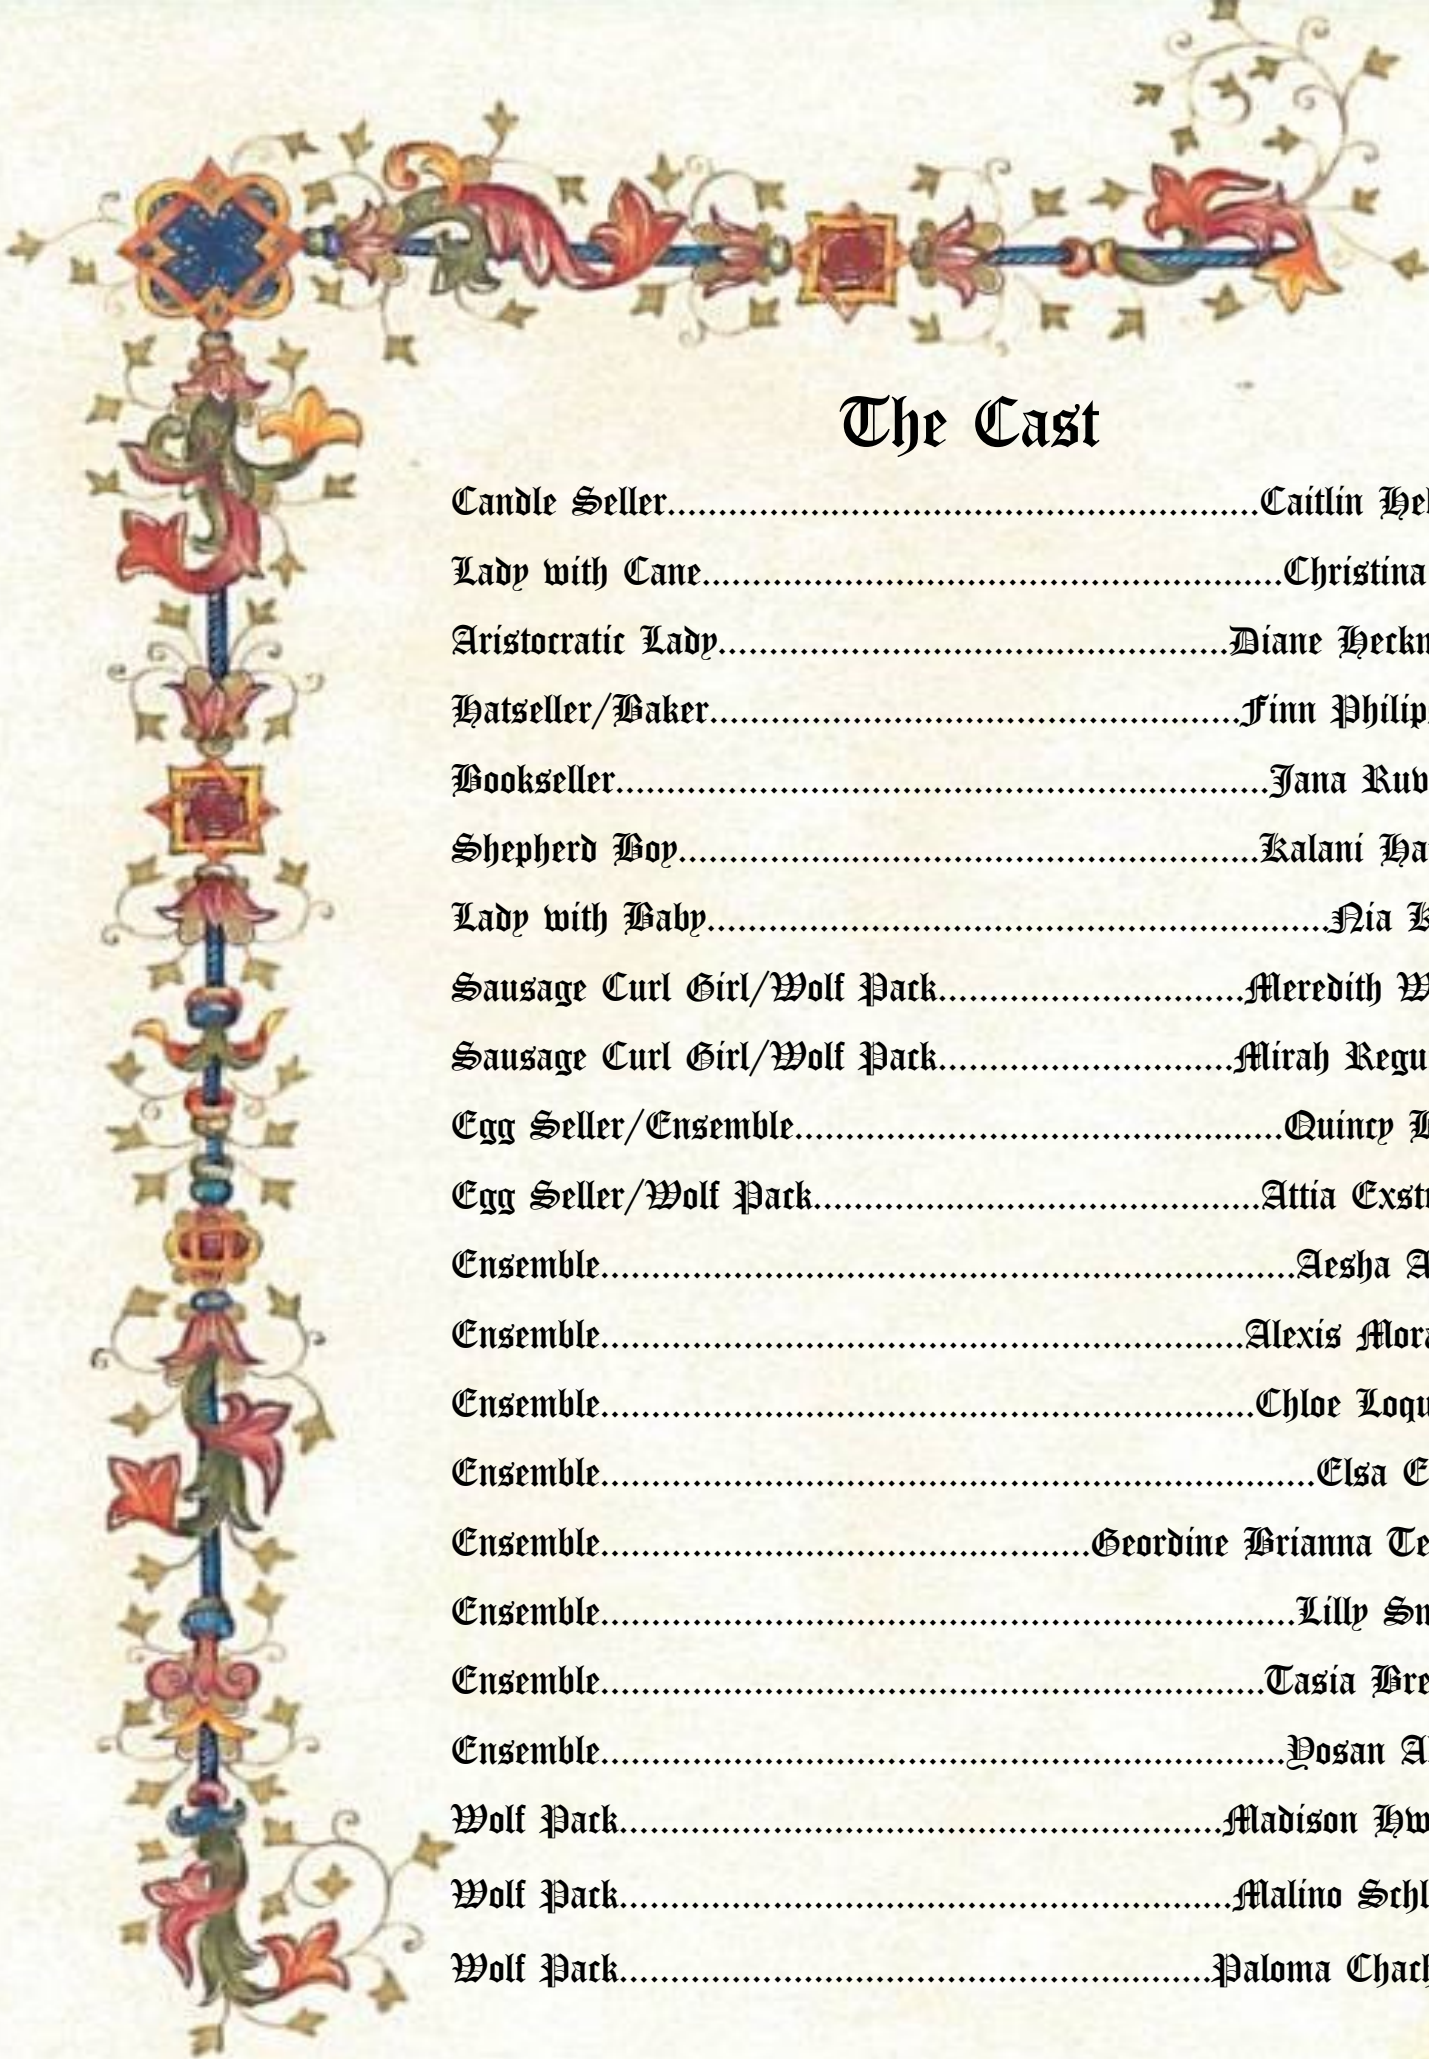 The Cast
Candle Seller..........................................................Caitlin
Lady with Cane.........................................................Christina
Aristocratic Lady..................................................Diane
Hatseller/Baker....................................................Finn
Bookseller................................................................Jana
Shepherd Boy.........................................................Kalani
Lady with Baby.............................................................Nia
Sausage Curl Girl/Wolf Pack..............................Meredith
Sausage Curl Girl/Wolf Pack.............................Mirah
Egg Seller/Ensemble................................................Quincy
Egg Seller/Wolf Pack............................................Attia
Ensemble....................................................................Aesha
Ensemble...............................................................Alexis
Ensemble................................................................Chloe
Ensemble......................................................................Elsa
Ensemble................................................Geordine Brianna
Ensemble....................................................................Lilly
Ensemble.................................................................Tasia
Ensemble...................................................................Yosan
Wolf Pack...........................................................Madison
Wolf Pack............................................................Malino
Wolf Pack..........................................................Paloma